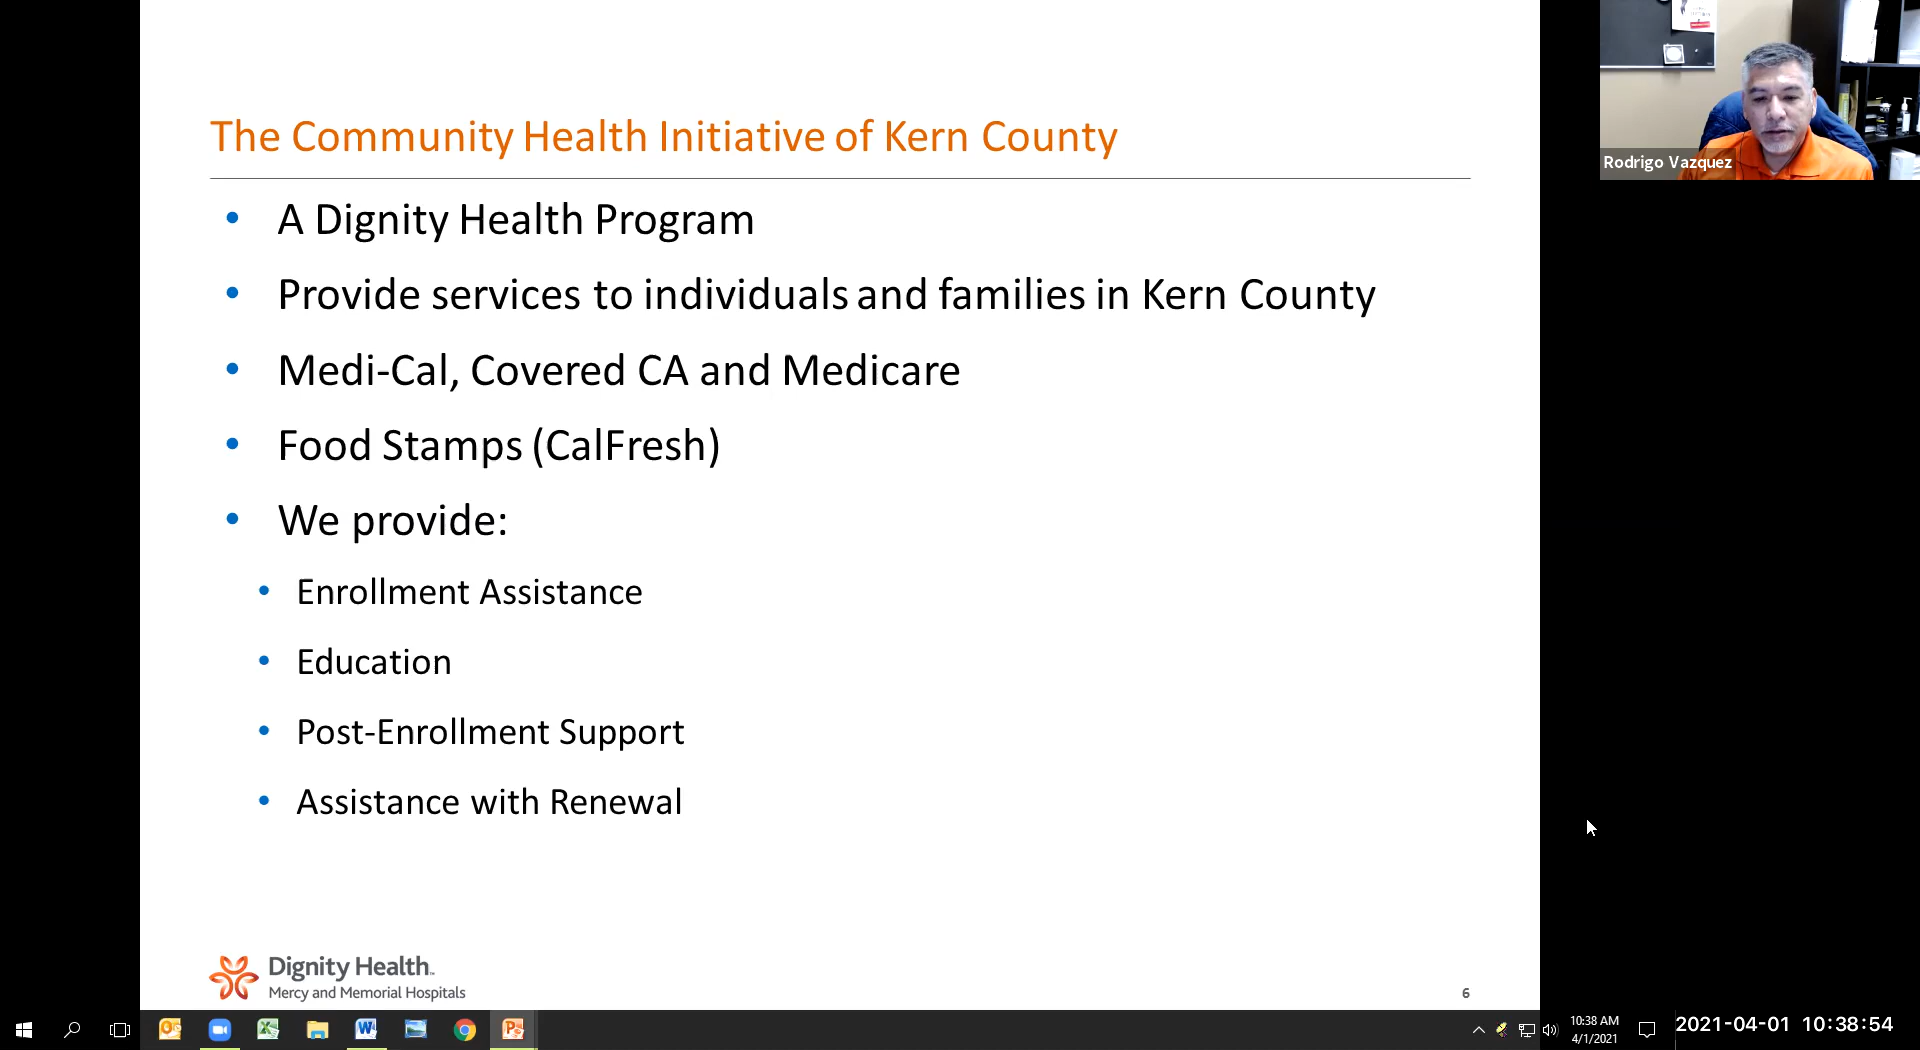 The Community Health Initiative of Kern County
• A Dignity Health Program
• Provide services to individuals and families in Kern County
• Medi-Cal, Covered CA and Medicare
• Food Stamps (CalFresh)
• We provide:
• Enrollment Assistance
• Education
• Post-Enrollment Support
• Assistance with Renewal
Dignity Health™
Mercy and Memorial Hospitals
6
Rodrigo Vazquez
10:38 AM
4/1/2021
2021-04-01 10:38:54